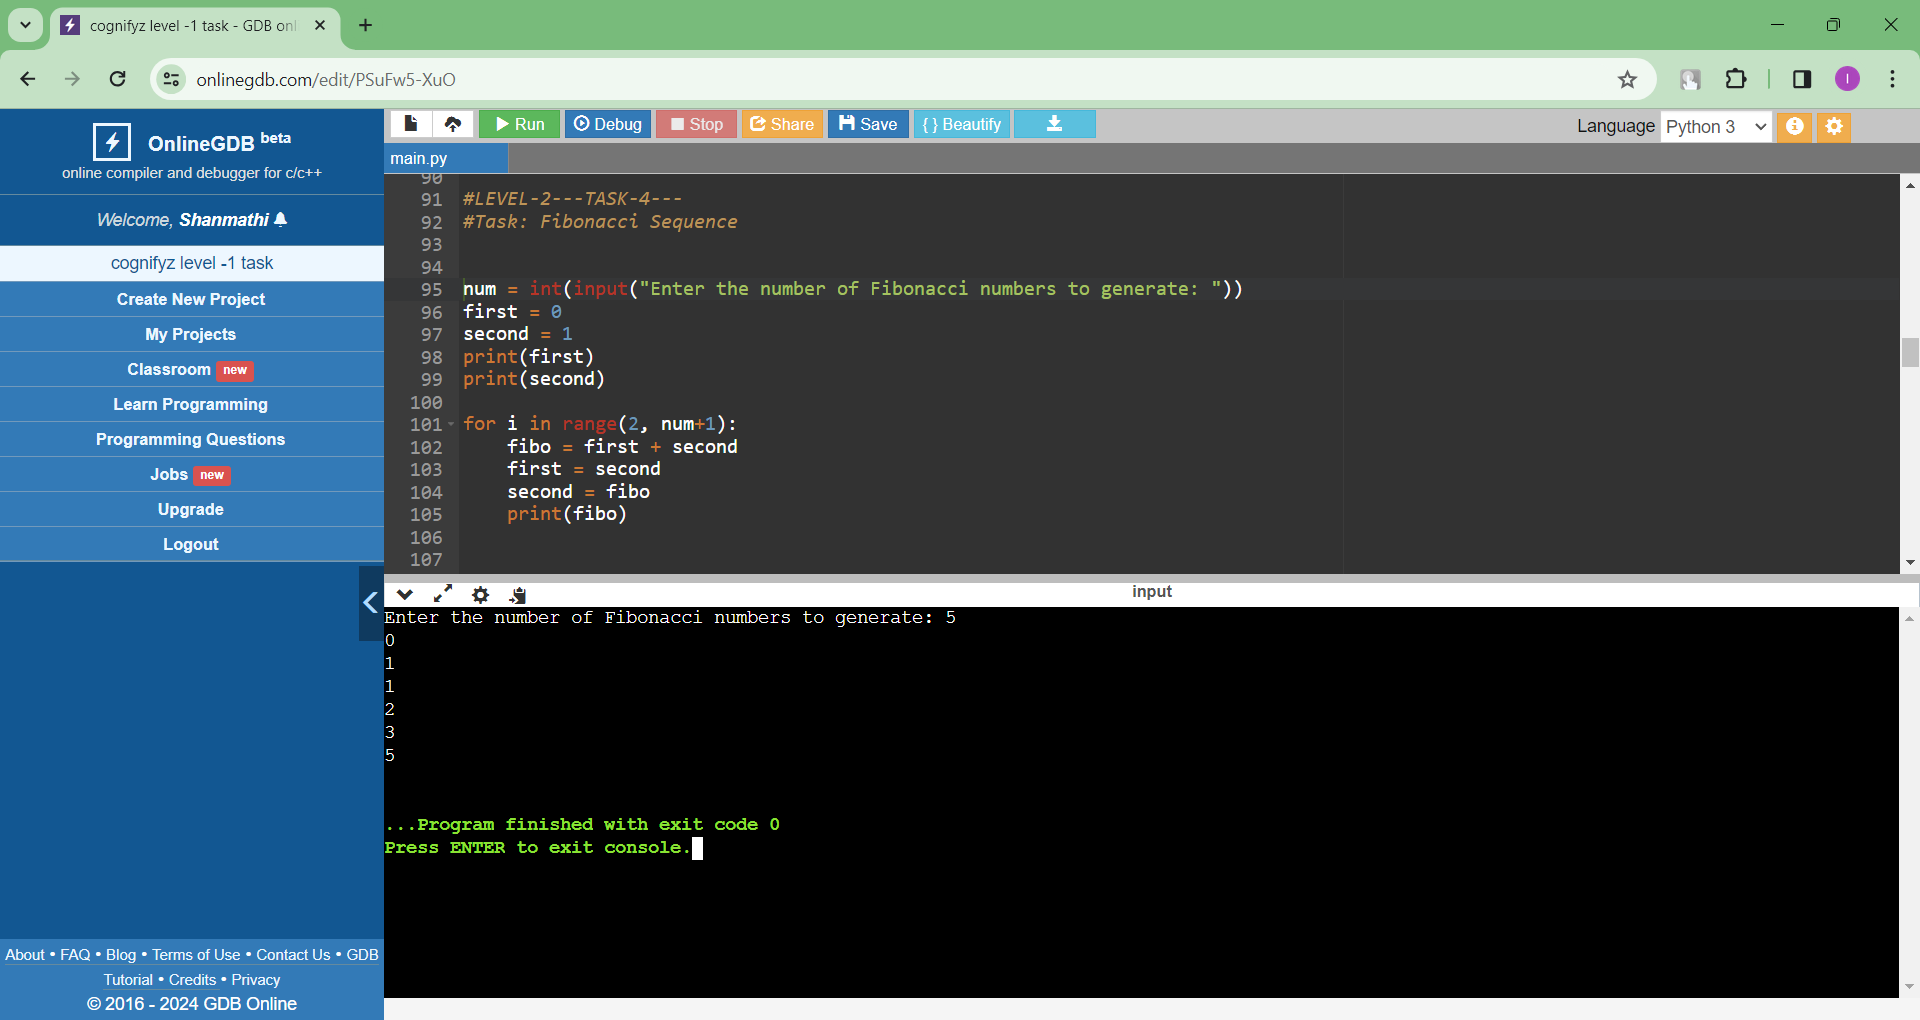 cognifyz level -1 task - GDB onl
onlinegdb.com/edit/PSuFw5-XuO
I
OnlineGDB beta
online compiler and debugger for c/c++
Welcome, Shanmathi
cognifyz level -1 task
Create New Project
My Projects
Classroom new
Learn Programming
Programming Questions
Jobs new
Upgrade
Logout
About • FAQ • Blog • Terms of Use • Contact Us • GDB
Tutorial • Credits • Privacy
© 2016 - 2024 GDB Online
Run Debug Stop Share Save { } Beautify
Language Python 3
main.py
90
91 #LEVEL-2---TASK-4---
92 #Task: Fibonacci Sequence
93
94
95 num = int(input("Enter the number of Fibonacci numbers to generate: "))
96 first = 0
97 second = 1
98 print(first)
99 print(second)
100
101 for i in range(2, num+1):
102     fibo = first + second
103     first = second
104     second = fibo
105     print(fibo)
106
107
input
Enter the number of Fibonacci numbers to generate: 5
0
1
1
2
3
5
...Program finished with exit code 0
Press ENTER to exit console.